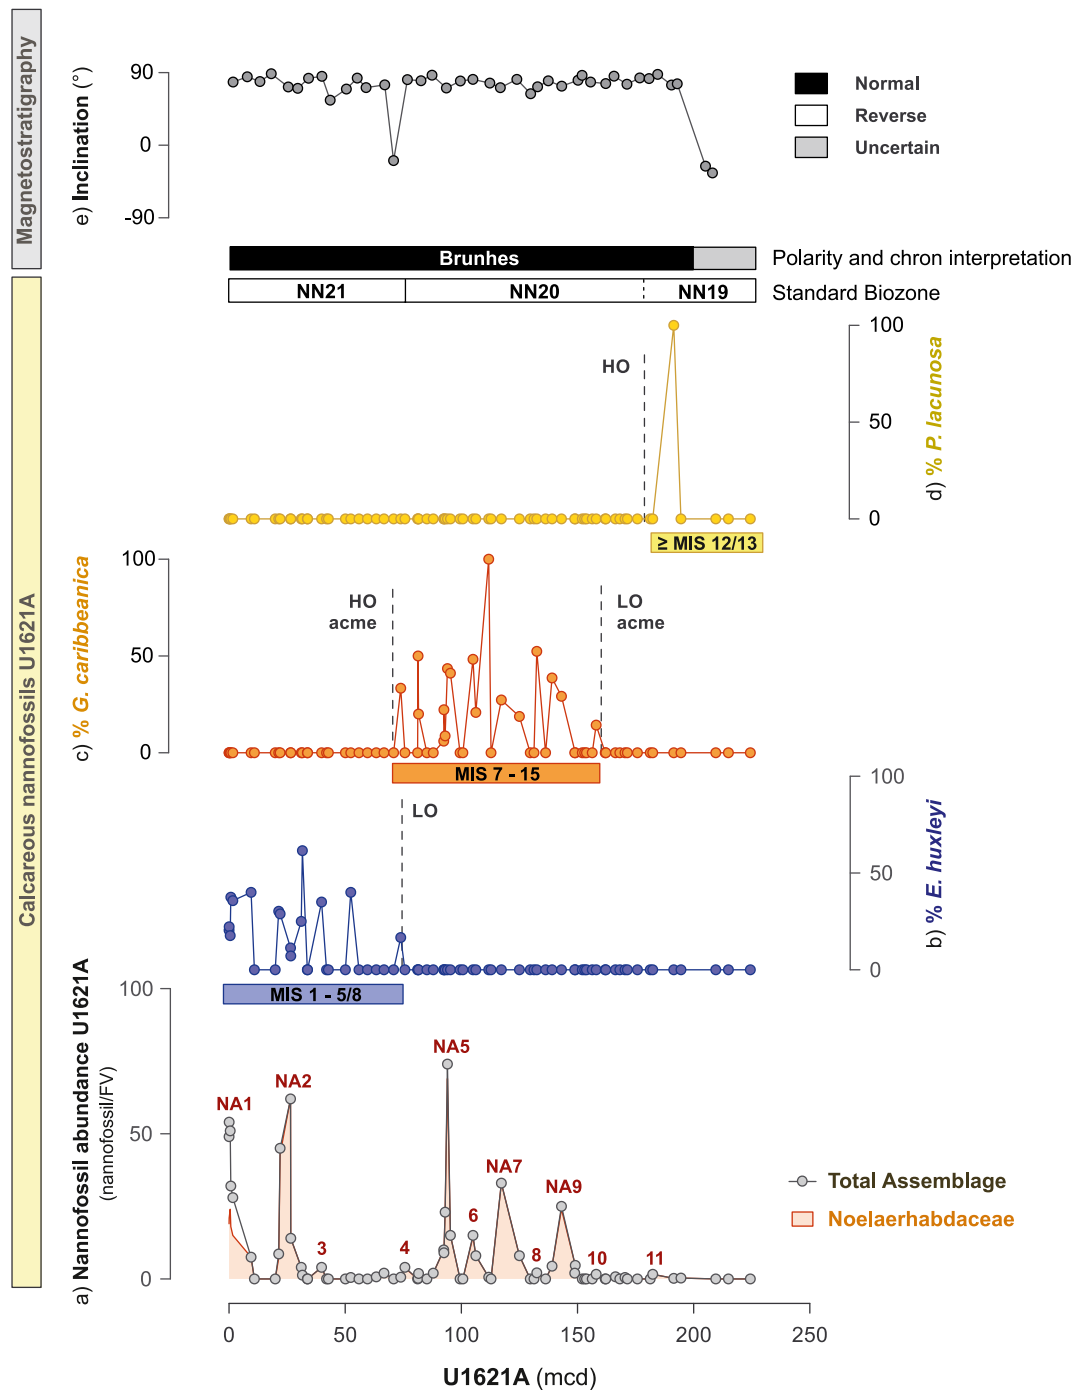 Magnetostratigraphy
e) Inclination (°)
90
0
-90
Normal
Reverse
Uncertain
Brunhes
Polarity and chron interpretation
NN21
NN20
NN19
Standard Biozone
Calcareous nannofossils U1621A
HO
100
50
0
d) % P. lacunosa
≥ MIS 12/13
c) % G. caribbeanica
100
50
0
HO
acme
LO
acme
MIS 7 - 15
LO
100
50
0
b) % E. huxleyi
MIS 1 - 5/8
a) Nannofossil abundance U1621A
(nannofossil/FV)
100
50
0
NA1
NA2
3
4
NA5
6
NA7
8
NA9
10
11
Total Assemblage
Noelaerhabdaceae
0
50
100
150
200
250
U1621A (mcd)